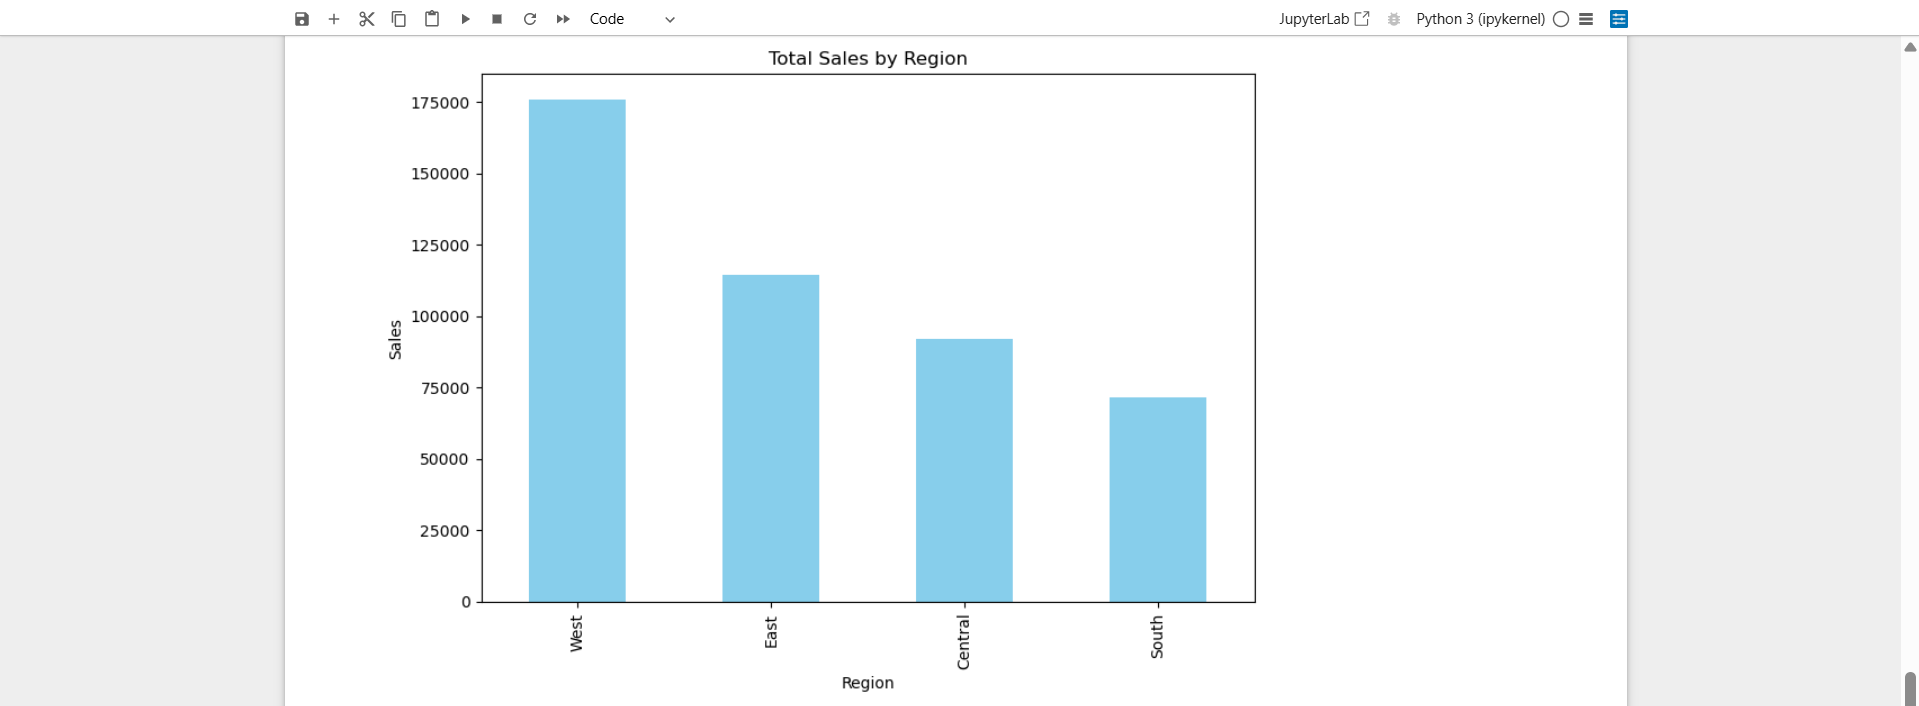 Code
JupyterLab
Python 3 (ipykernel)
Total Sales by Region
175000
150000
125000
100000
75000
50000
25000
0
Sales
West
East
Central
South
Region